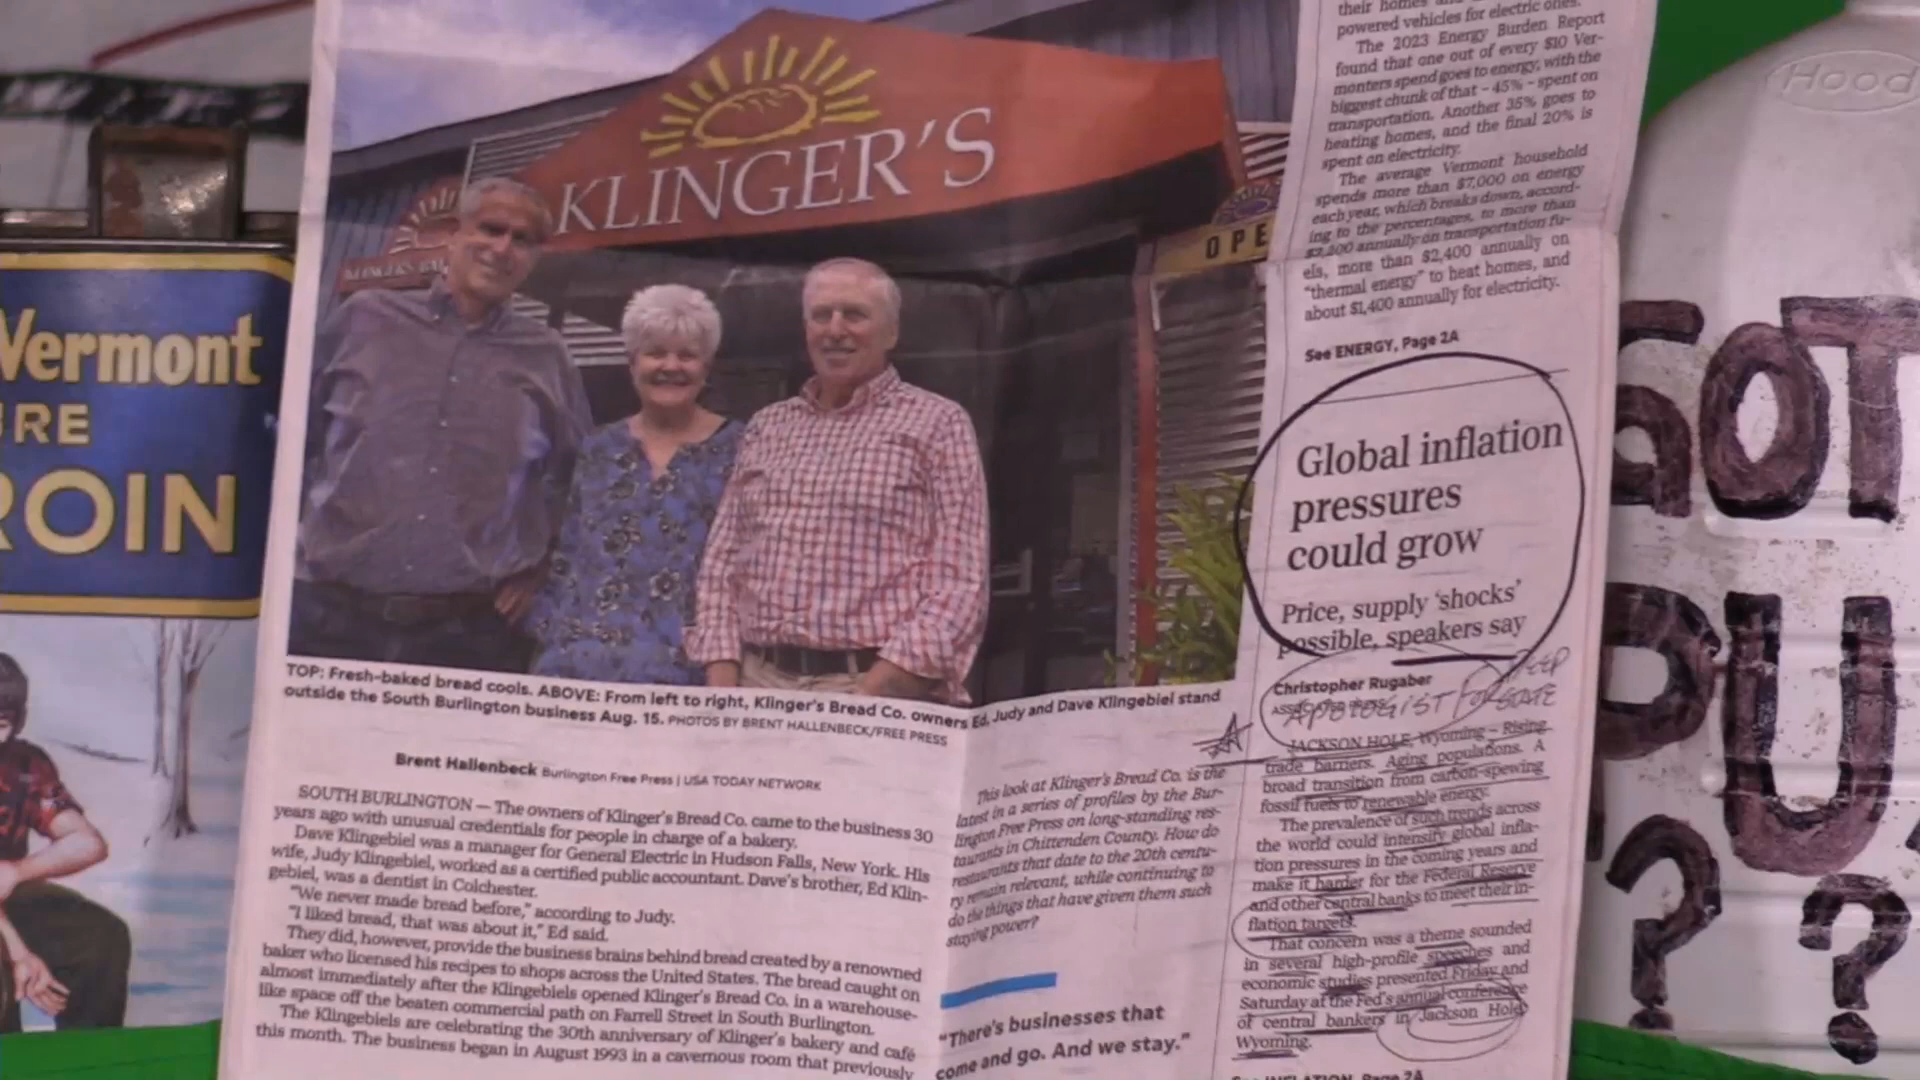 KLINGER'S
OPE
TOP: Fresh-baked bread cools. ABOVE: From left to right, Klinger's Bread Co. owners Ed, Judy and Dave Klingebiel stand
outside the South Burlington business Aug. 15. PHOTOS BY BRENT HALLENBECK/FREE PRESS
Brent Hallenbeck Burlington Free Press | USA TODAY NETWORK
SOUTH BURLINGTON — The owners of Klinger's Bread Co. came to the business 30
years ago with unusual credentials for people in charge of a bakery.
Dave Klingebiel was a manager for General Electric in Hudson Falls, New York. His
wife, Judy Klingebiel, worked as a certified public accountant. Dave's brother, Ed Klin-
gebiel, was a dentist in Colchester.
"We never made bread before," according to Judy.
"I liked bread, that was about it," Ed said.
They did, however, provide the business brains behind bread created by a renowned
baker who licensed his recipes to shops across the United States. The bread caught on
almost immediately after the Klingebiels opened Klinger's Bread Co. in a warehouse-
like space off the beaten commercial path on Farrell Street in South Burlington.
The Klingebiels are celebrating the 30th anniversary of Klinger's bakery and café
this month. The business began in August 1993 in a cavernous room that previously
This look at Klinger's Bread Co. is the
latest in a series of profiles by the Bur-
lington Free Press on long-standing res-
taurants in Chittenden County. How do
restaurants that date to the 20th centu-
ry remain relevant, while continuing to
do the things that have given them such
staying power?
"There's businesses that
come and go. And we stay."
their homes and
powered vehicles for electric ones.
The 2023 Energy Burden Report
found that one out of every $10 Ver-
monters spend goes to energy, with the
biggest chunk of that – 45% – spent on
transportation. Another 35% goes to
heating homes, and the final 20% is
spent on electricity.
The average Vermont household
spends more than $7,000 on energy
each year, which breaks down, accord-
ing to the percentages, to more than
annually on transportation fu-
els, more than $2,400 annually on
"thermal energy" to heat homes, and
about $1,400 annually for electricity.
See ENERGY, Page 2A
Global inflation
pressures
could grow
Price, supply 'shocks'
possible, speakers say
Christopher Rugaber
APOLOGIST FOR DEEP STATE
JACKSON HOLE, Wyoming – Rising
trade barriers. Aging populations. A
broad transition from carbon-spewing
fossil fuels to renewable energy.
The prevalence of such trends across
the world could intensify global infla-
tion pressures in the coming years and
make it harder for the Federal Reserve
and other central banks to meet their in-
flation targets.
That concern was a theme sounded
in several high-profile speeches and
economic studies presented Friday and
Saturday at the Fed's annual conference
of central bankers in Jackson Hole,
Wyoming.
INFLATION, Page 2A
Vermont
URE
ROIN
Hood
GOT
PU
? ?